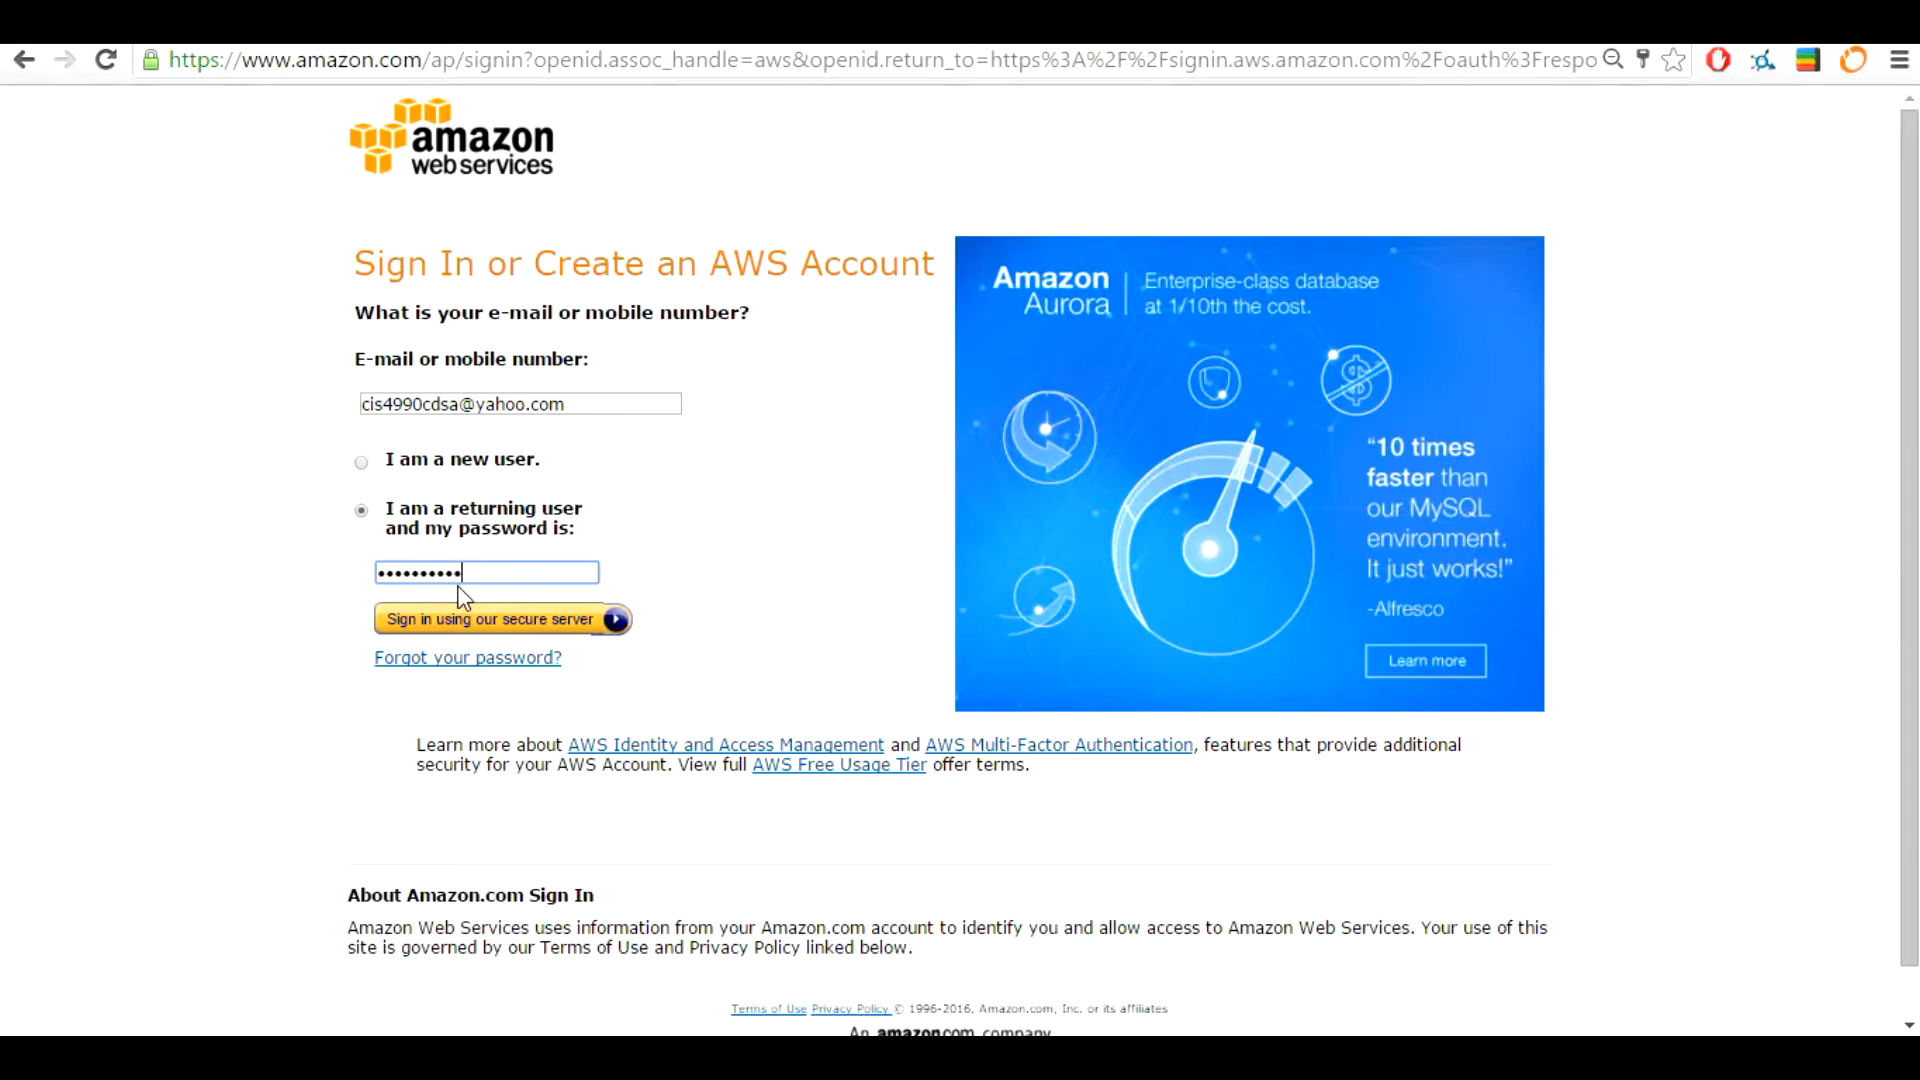 https://www.amazon.com/ap/signin?openid.assoc_handle=aws&openid.return_to=https%3A%2F%2Fsignin.aws.amazon.com%2Foauth%3Frespo
amazon
web services
Sign In or Create an AWS Account
What is your e-mail or mobile number?
E-mail or mobile number:
cis4990cdsa@yahoo.com
I am a new user.
I am a returning user
and my password is:
••••••••••
Sign in using our secure server
Forgot your password?
Amazon
Aurora
Enterprise-class database
at 1/10th the cost.
“10 times
faster than
our MySQL
environment.
It just works!”
-Alfresco
Learn more
Learn more about AWS Identity and Access Management and AWS Multi-Factor Authentication, features that provide additional
security for your AWS Account. View full AWS Free Usage Tier offer terms.
About Amazon.com Sign In
Amazon Web Services uses information from your Amazon.com account to identify you and allow access to Amazon Web Services. Your use of this
site is governed by our Terms of Use and Privacy Policy linked below.
Terms of Use Privacy Policy © 1996-2016, Amazon.com, Inc. or its affiliates
An amazon.com company